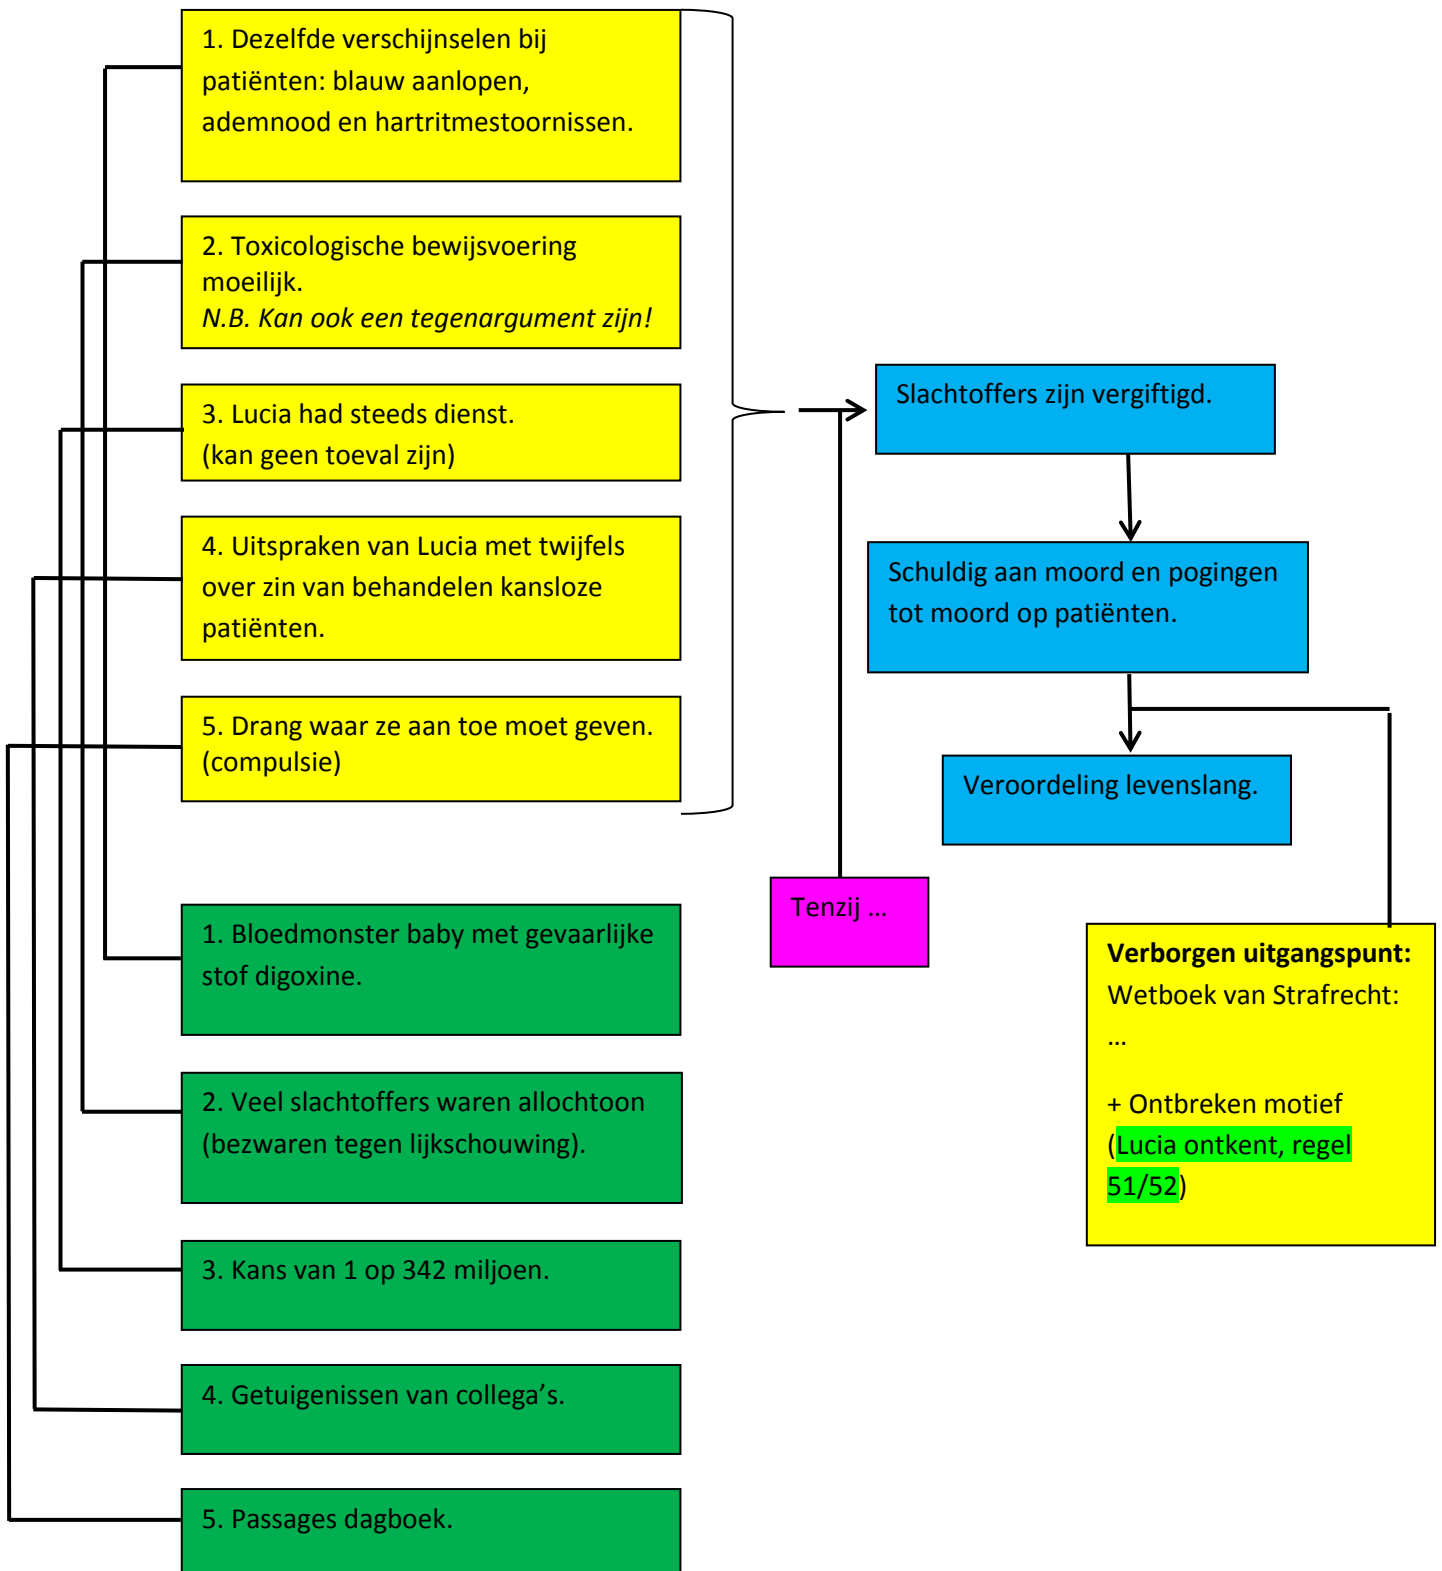 1. Dezelfde verschijnselen bij
patiënten: blauw aanlopen,
ademnood en hartritmestoornissen.
2. Toxicologische bewijsvoering
moeilijk.
N.B. Kan ook een tegenargument zijn!
3. Lucia had steeds dienst.
(kan geen toeval zijn)
4. Uitspraken van Lucia met twijfels
over zin van behandelen kansloze
patiënten.
5. Drang waar ze aan toe moet geven.
(compulsie)
Slachtoffers zijn vergiftigd.
Schuldig aan moord en pogingen
tot moord op patiënten.
Veroordeling levenslang.
Tenzij ...
Verborgen uitgangspunt:
Wetboek van Strafrecht:
...
+ Ontbreken motief
(Lucia ontkent, regel
51/52)
1. Bloedmonster baby met gevaarlijke
stof digoxine.
2. Veel slachtoffers waren allochtoon
(bezwaren tegen lijkschouwing).
3. Kans van 1 op 342 miljoen.
4. Getuigenissen van collega’s.
5. Passages dagboek.